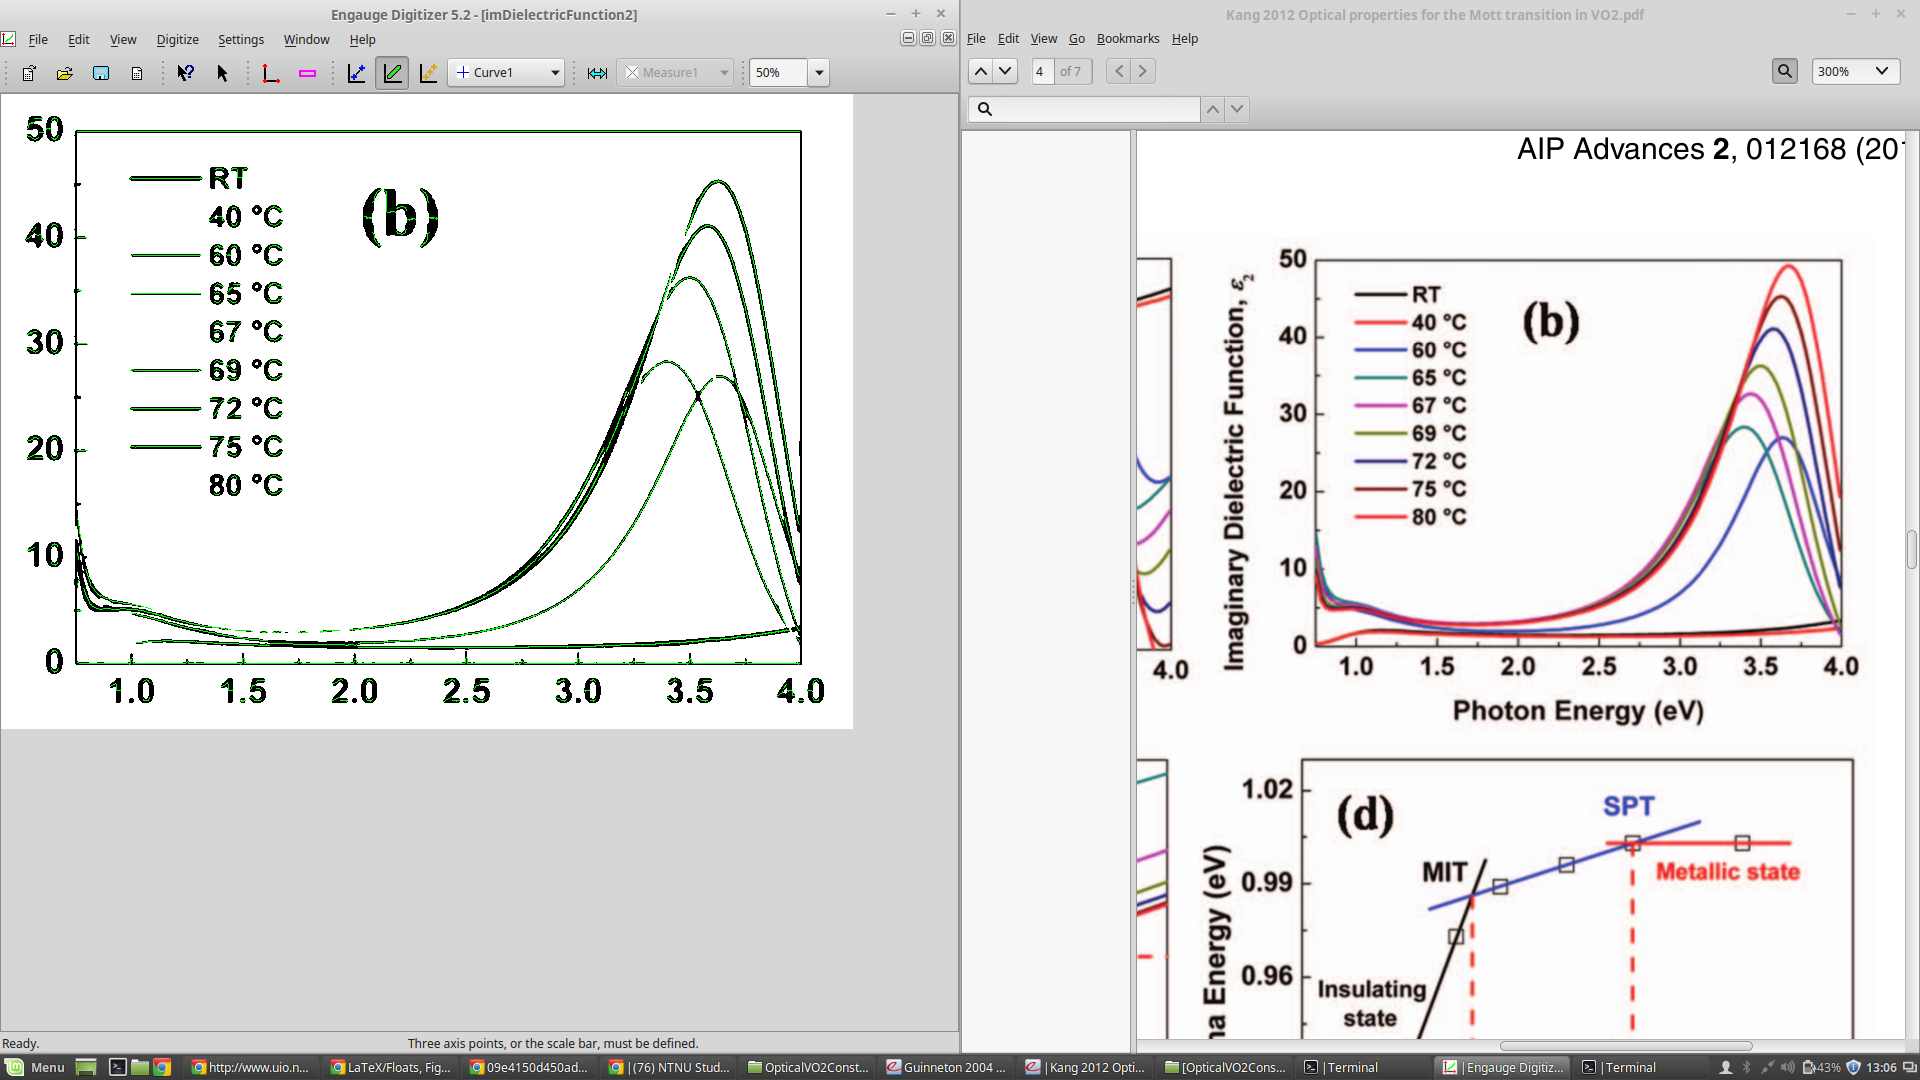 Engauge Digitizer 5.2 - [imDielectricFunction2]
File Edit View Digitize Settings Window Help
Curve1
Measure1
50%
50
40
30
20
10
0
RT
40 °C
60 °C
65 °C
67 °C
69 °C
72 °C
75 °C
80 °C
(b)
1.0 1.5 2.0 2.5 3.0 3.5 4.0
Ready.
Three axis points, or the scale bar, must be defined.
Kang 2012 Optical properties for the Mott transition in VO2.pdf
File Edit View Go Bookmarks Help
4 of 7
300%
AIP Advances 2, 012168 (201
4.0
Imaginary Dielectric Function, ε2
50
40
30
20
10
0
RT
40 °C
60 °C
65 °C
67 °C
69 °C
72 °C
75 °C
80 °C
(b)
1.0 1.5 2.0 2.5 3.0 3.5 4.0
Photon Energy (eV)
na Energy (eV)
1.02
0.99
0.96
(d)
SPT
MIT
Metallic state
Insulating
state
Menu
http://www.uio.n...
LaTeX/Floats, Fig...
09e4150d450ad...
(76) NTNU Stud...
OpticalVO2Const...
Guinneton 2004 ...
Kang 2012 Opti...
[OpticalVO2Cons...
Terminal
Engauge Digitiz...
Terminal
43%
13:06